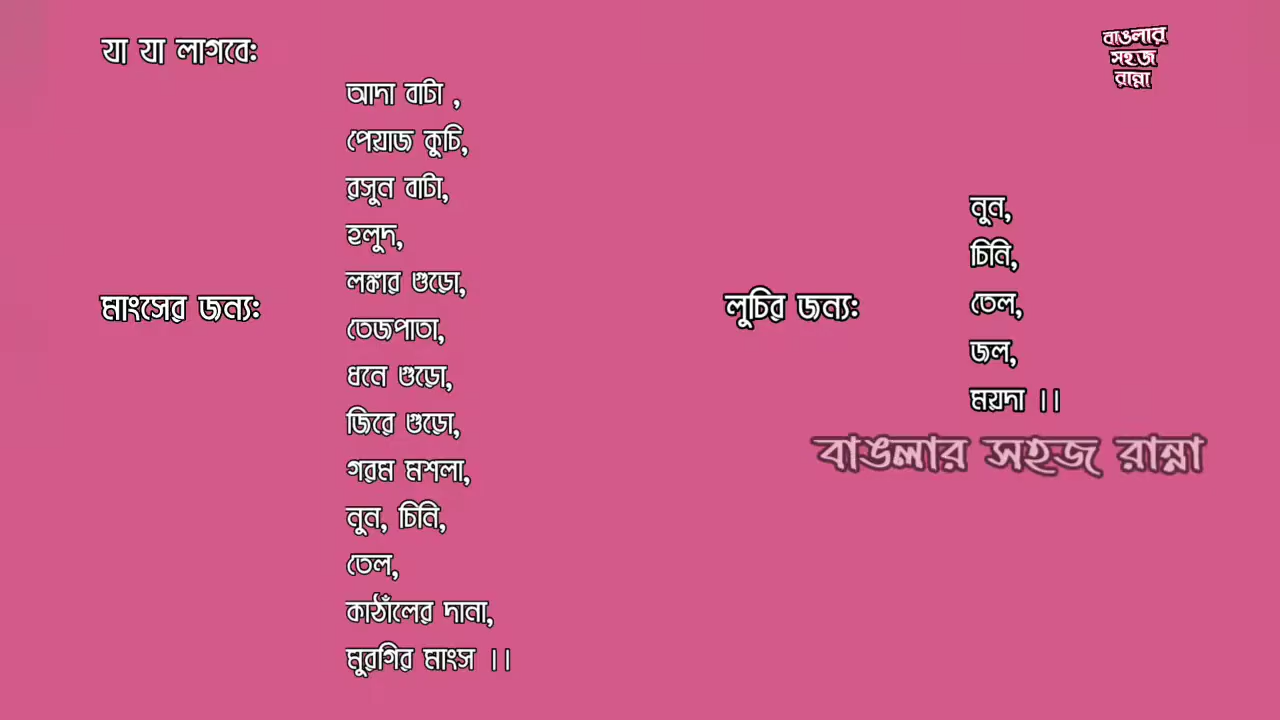 যা যা লাগবে:
বাঙলার
সহজ
রান্না
মাংসের জন্য:
আদা বাটা ,
পেয়াজ কুচি,
রসুন বাটা,
হলুদ,
লঙ্কার গুড়ো,
তেজপাতা,
ধনে গুড়ো,
জিরে গুড়ো,
গরম মশলা,
নুন, চিনি,
তেল,
কাঠাঁলের দানা,
মুরগির মাংস ।।
লুচির জন্য:
নুন,
চিনি,
তেল,
জল,
ময়দা ।।
বাঙলার সহজ রান্না